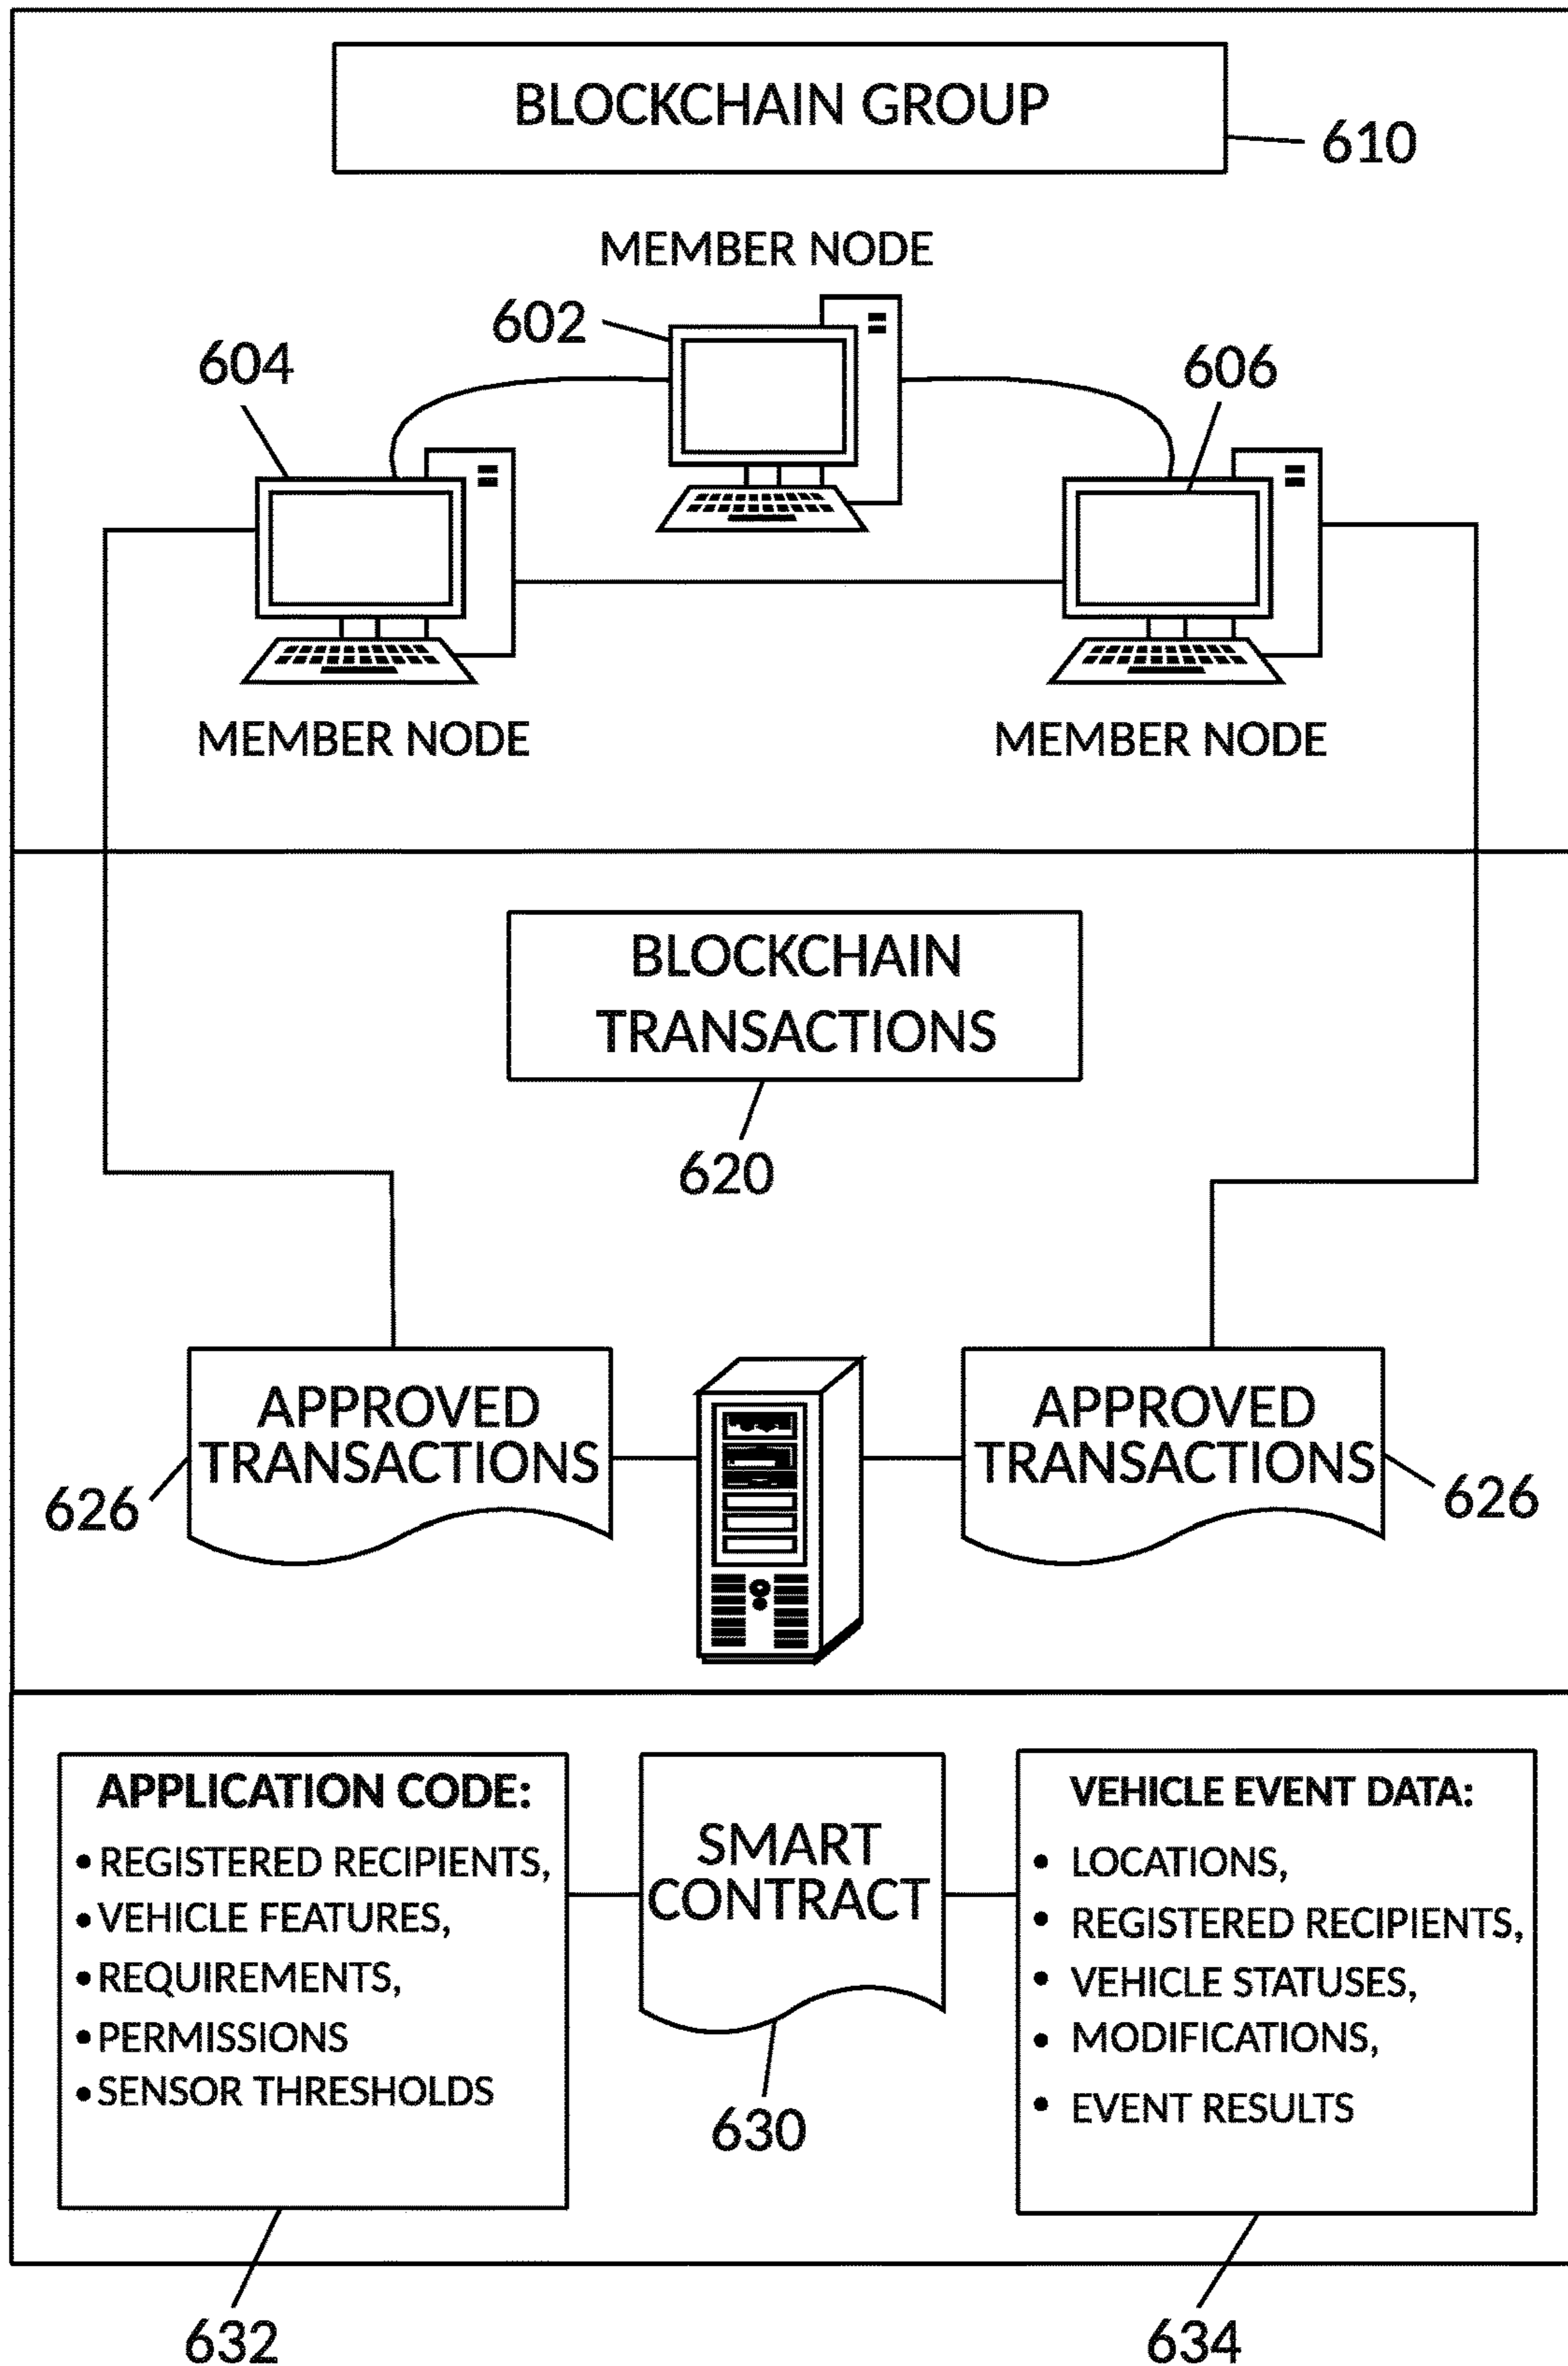 BLOCKCHAIN GROUP
610
MEMBER NODE
602
604
606
MEMBER NODE
MEMBER NODE
BLOCKCHAIN
TRANSACTIONS
620
APPROVED
TRANSACTIONS
626
APPROVED
TRANSACTIONS
626
APPLICATION CODE:
• REGISTERED RECIPIENTS,
• VEHICLE FEATURES,
• REQUIREMENTS,
• PERMISSIONS
• SENSOR THRESHOLDS
632
SMART
CONTRACT
630
VEHICLE EVENT DATA:
• LOCATIONS,
• REGISTERED RECIPIENTS,
• VEHICLE STATUSES,
• MODIFICATIONS,
• EVENT RESULTS
634